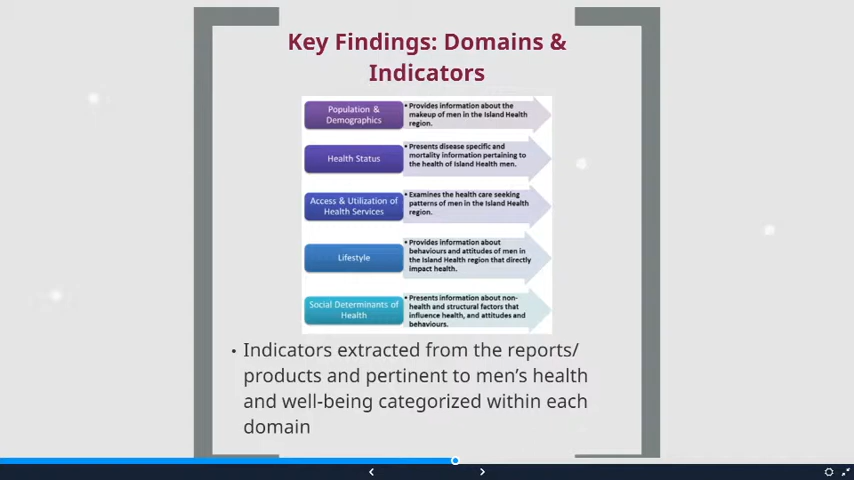 Key Findings: Domains &
Indicators
Population &
Demographics
• Provides information about the
makeup of men in the Island Health
region.
Health Status
• Presents disease specific and
mortality information pertaining to
the health of Island Health men.
Access & Utilization of
Health Services
• Examines the health care seeking
patterns of men in the Island Health
region.
Lifestyle
• Provides information about
behaviours and attitudes of men in
the Island Health region that directly
impact health.
Social Determinants of
Health
• Presents information about non-
health and structural factors that
influence health, and attitudes and
behaviours.
• Indicators extracted from the reports/
products and pertinent to men’s health
and well-being categorized within each
domain